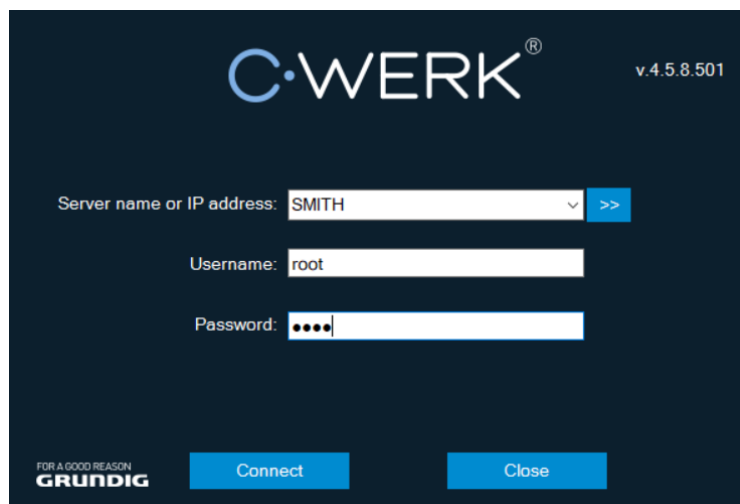 C·WERK®
v.4.5.8.501
Server name or IP address: SMITH >>
Username: root
Password: ••••
FOR A GOOD REASON
GRUNDIG
Connect
Close